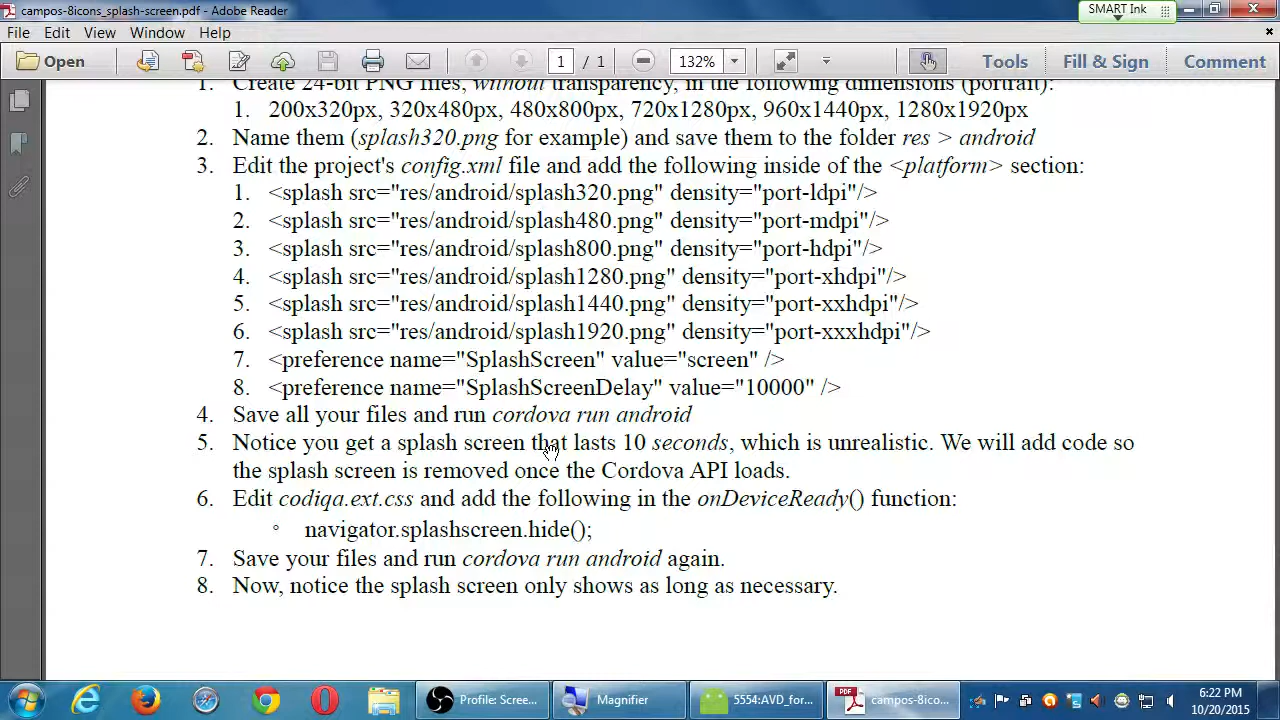 campos-8icons_splash-screen.pdf - Adobe Reader
SMART Ink
File Edit View Window Help
Open
1 / 1
132%
Tools
Fill & Sign
Comment
1. Create 24-bit PNG files, without transparency, in the following dimensions (portrait):
1. 200x320px, 320x480px, 480x800px, 720x1280px, 960x1440px, 1280x1920px
2. Name them (splash320.png for example) and save them to the folder res > android
3. Edit the project's config.xml file and add the following inside of the <platform> section:
1. <splash src="res/android/splash320.png" density="port-ldpi"/>
2. <splash src="res/android/splash480.png" density="port-mdpi"/>
3. <splash src="res/android/splash800.png" density="port-hdpi"/>
4. <splash src="res/android/splash1280.png" density="port-xhdpi"/>
5. <splash src="res/android/splash1440.png" density="port-xxhdpi"/>
6. <splash src="res/android/splash1920.png" density="port-xxxhdpi"/>
7. <preference name="SplashScreen" value="screen" />
8. <preference name="SplashScreenDelay" value="10000" />
4. Save all your files and run cordova run android
5. Notice you get a splash screen that lasts 10 seconds, which is unrealistic. We will add code so
the splash screen is removed once the Cordova API loads.
6. Edit codiqa.ext.css and add the following in the onDeviceReady() function:
◦ navigator.splashscreen.hide();
7. Save your files and run cordova run android again.
8. Now, notice the splash screen only shows as long as necessary.
Profile: Scree...
Magnifier
5554:AVD_for...
PDF
campos-8ico...
6:22 PM
10/20/2015